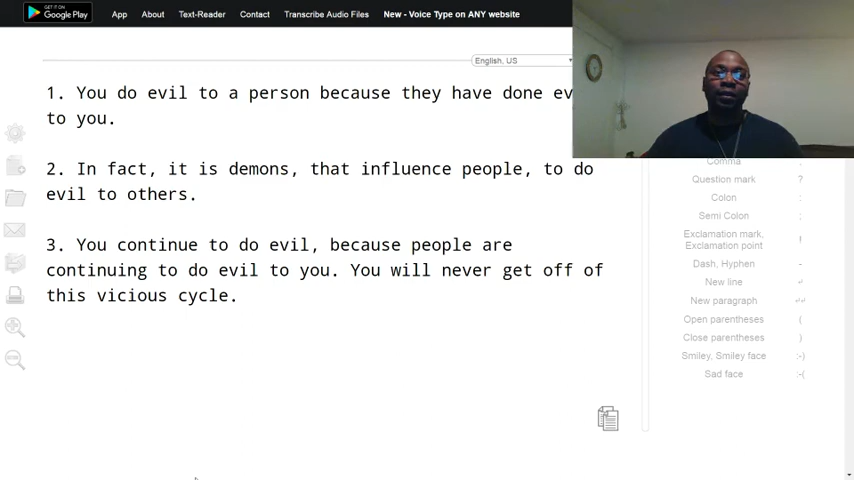 GET IT ON
Google Play
App
About
Text-Reader
Contact
Transcribe Audio Files
New - Voice Type on ANY website
English, US
1. You do evil to a person because they have done ev
to you.
2. In fact, it is demons, that influence people, to do
evil to others.
3. You continue to do evil, because people are
continuing to do evil to you. You will never get off of
this vicious cycle.
Comma
Question mark ?
Colon :
Semi Colon ;
Exclamation mark,
Exclamation point !
Dash, Hyphen -
New line ↵
New paragraph ↵↵
Open parentheses (
Close parentheses )
Smiley, Smiley face :-)
Sad face :-(